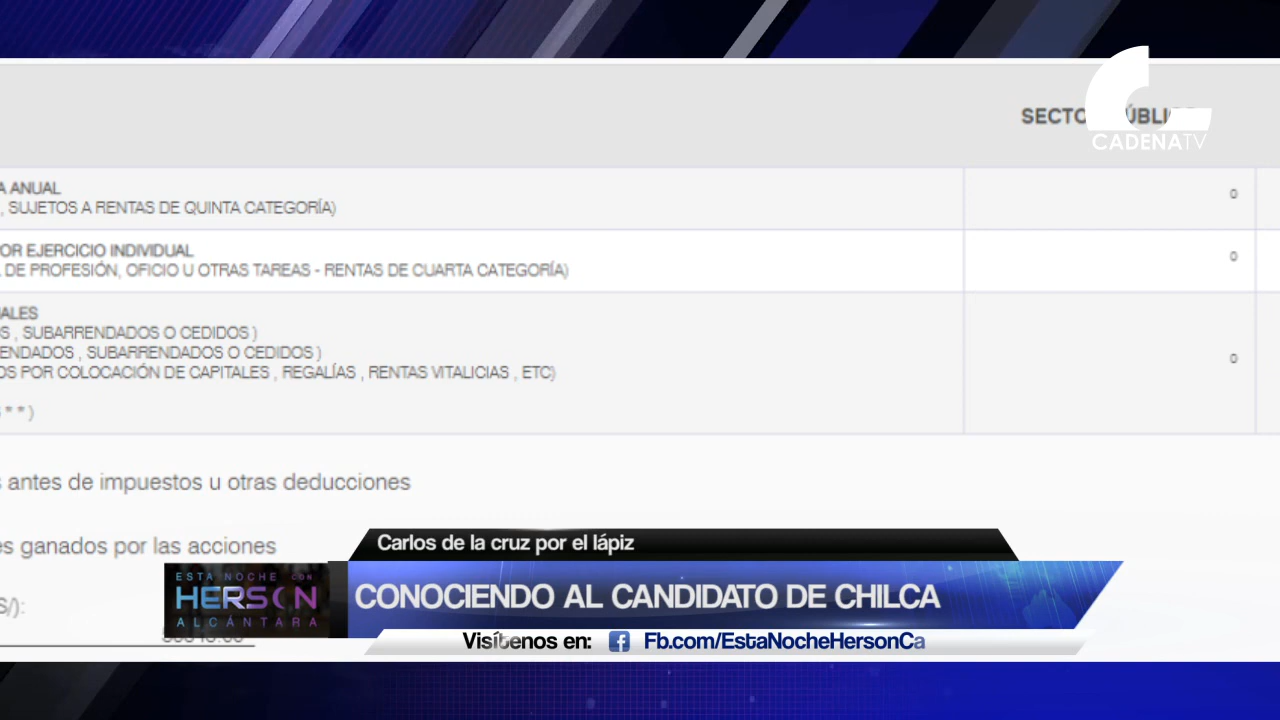 SECTO ÚBLI
CADENATV
A ANUAL
, SUJETOS A RENTAS DE QUINTA CATEGORÍA)
0
OR EJERCICIO INDIVIDUAL
DE PROFESIÓN, OFICIO U OTRAS TAREAS - RENTAS DE CUARTA CATEGORÍA)
0
ALES
S , SUBARRENDADOS O CEDIDOS )
ENDADOS , SUBARRENDADOS O CEDIDOS )
OS POR COLOCACIÓN DE CAPITALES , REGALÍAS , RENTAS VITALICIAS , ETC)
0
* * )
s antes de impuestos u otras deducciones
es ganados por las acciones
S/):
Carlos de la cruz por el lápiz
ESTA NOCHE CON
HERSON
ALCÁNTARA
CONOCIENDO AL CANDIDATO DE CHILCA
Visítenos en: Fb.com/EstaNocheHersonCa